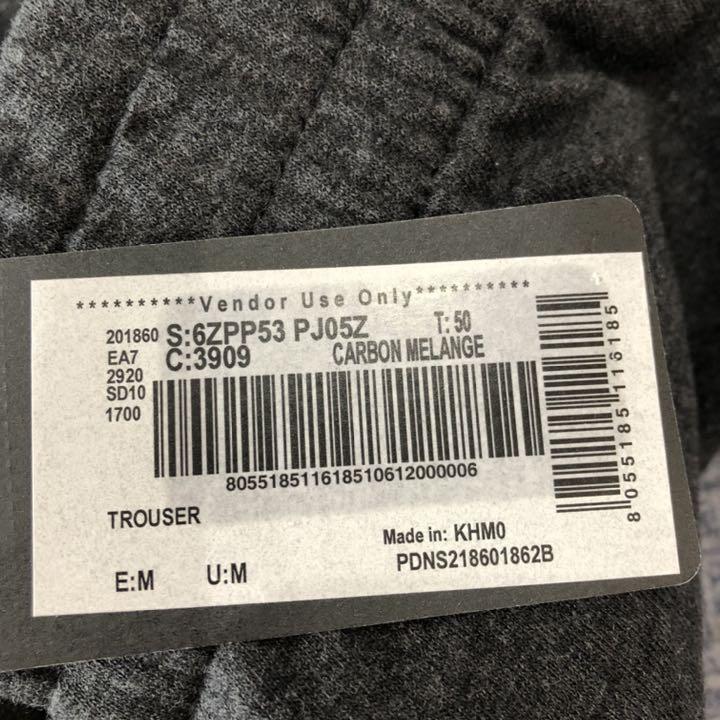 **********Vendor Use Only**********
201860 S:6ZPP53 PJ05Z T: 50
EA7 C:3909 CARBON MELANGE
2920
SD10
1700
805518511618510612000006
8055185116185
TROUSER
Made in: KHM0
PDNS218601862B
E:M U:M